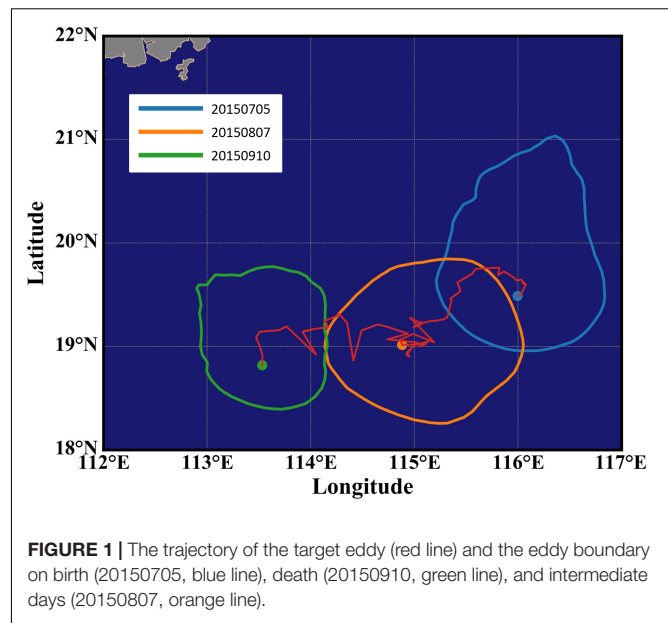 22°N
21°N
20°N
19°N
18°N
Latitude
20150705
20150807
20150910
112°E 113°E 114°E 115°E 116°E 117°E
Longitude
FIGURE 1 | The trajectory of the target eddy (red line) and the eddy boundary
on birth (20150705, blue line), death (20150910, green line), and intermediate
days (20150807, orange line).